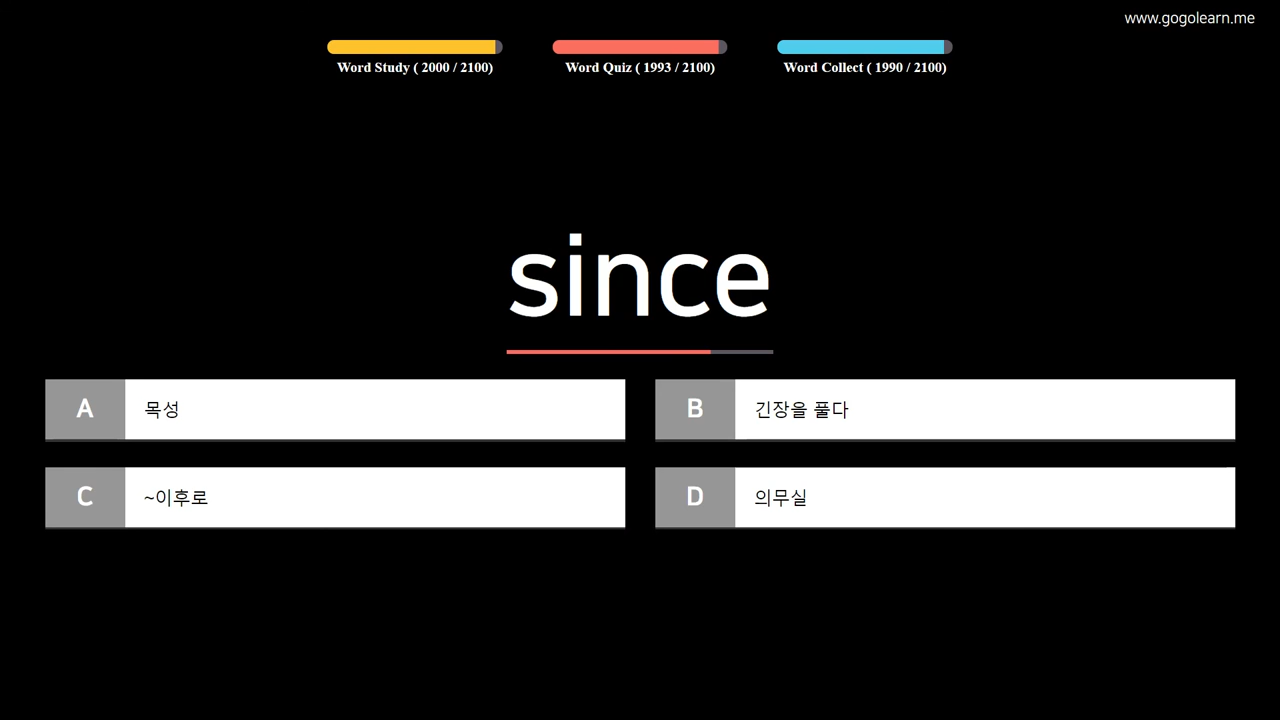 www.gogolearn.me
Word Study ( 2000 / 2100)
Word Quiz ( 1993 / 2100)
Word Collect ( 1990 / 2100)
since
A 목성
B 긴장을 풀다
C ~이후로
D 의무실